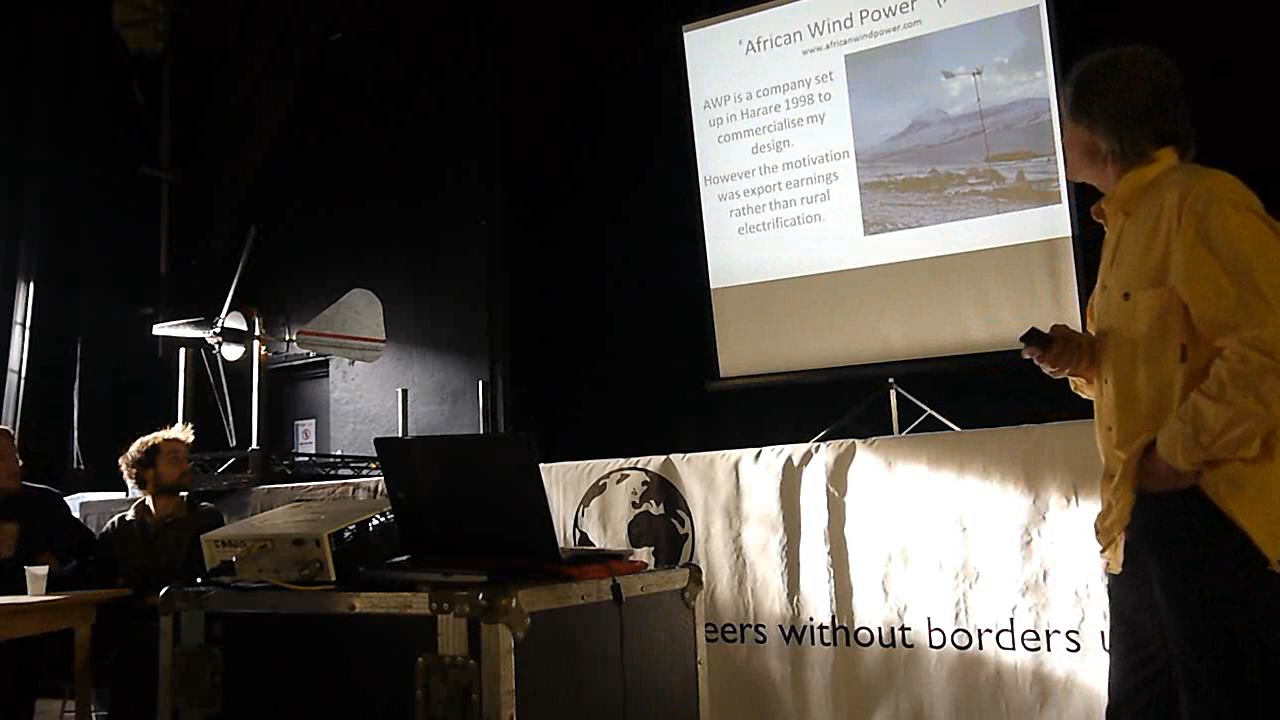 ‘African Wind Power’
www.africanwindpower.com
AWP is a company set
up in Harare 1998 to
commercialise my
design.
However the motivation
was export earnings
rather than rural
electrification.
eers without borders u